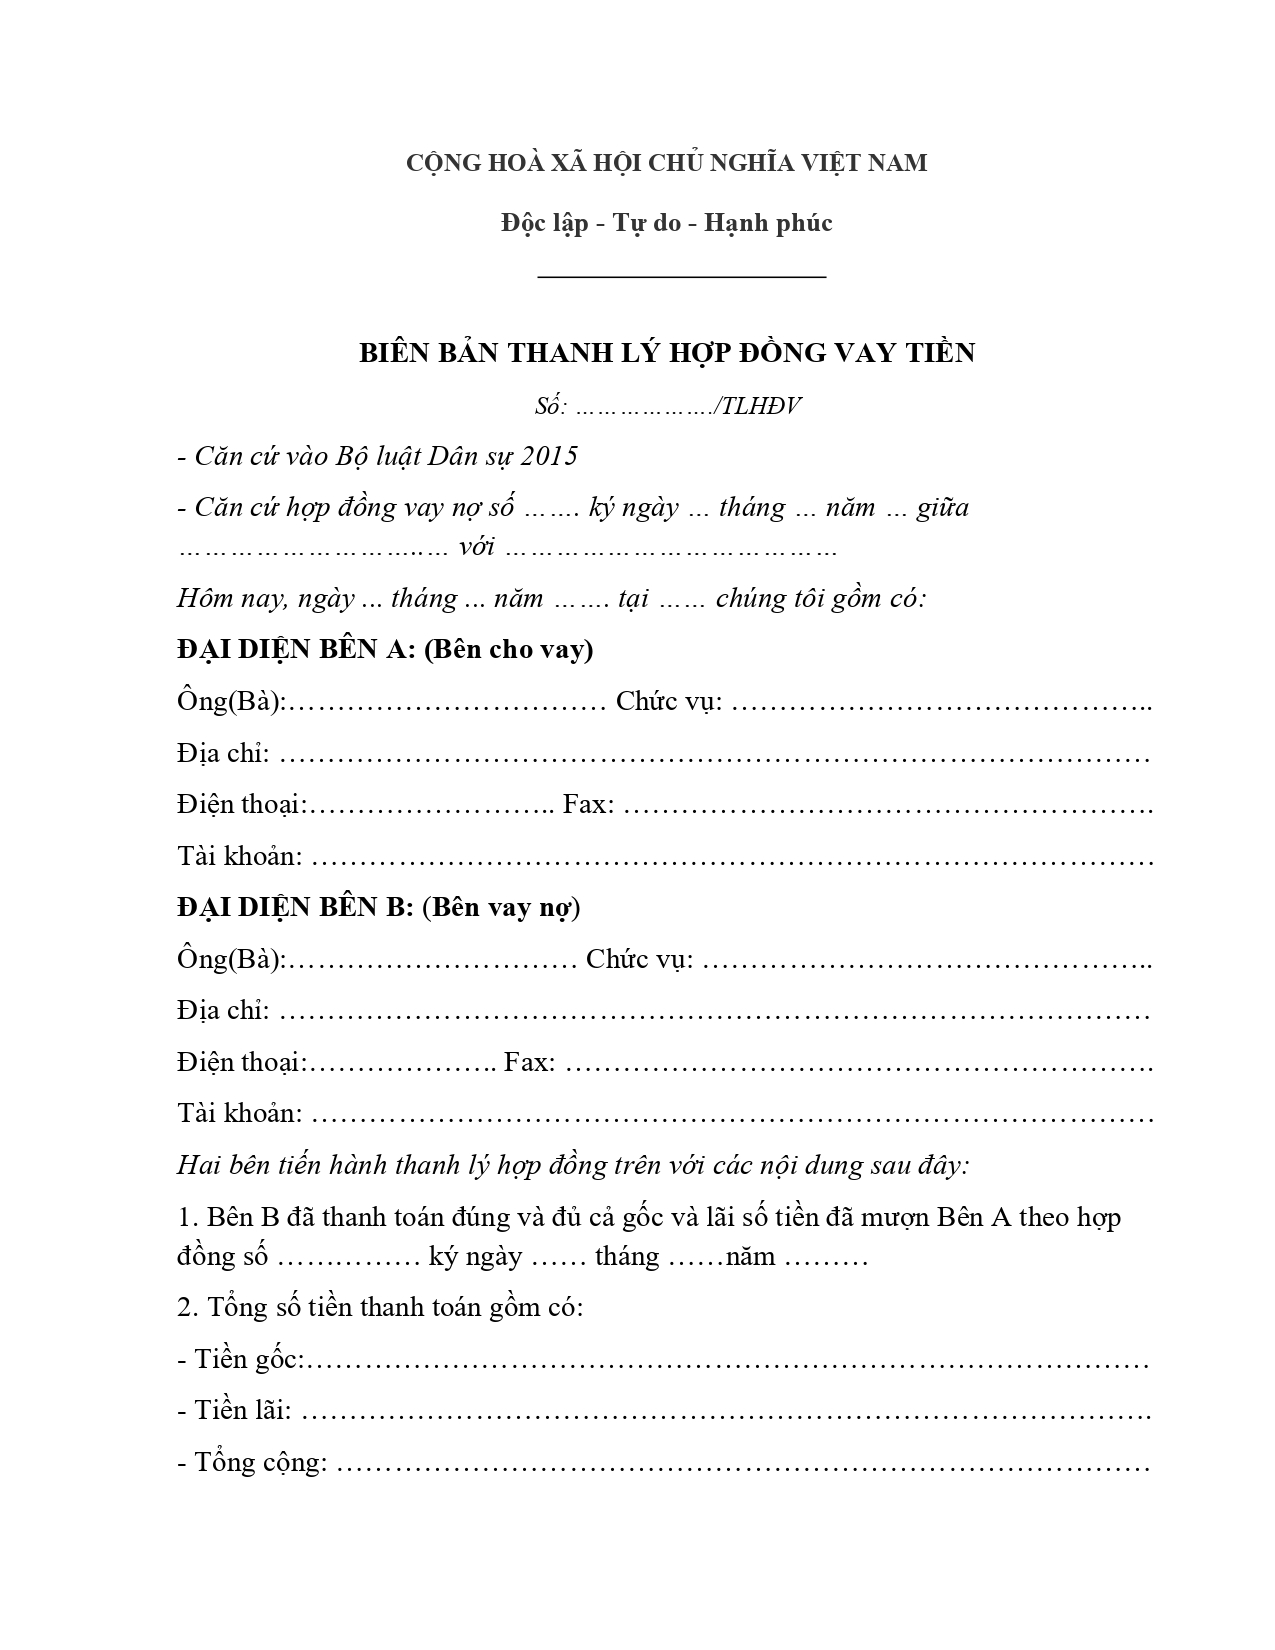 CỘNG HOÀ XÃ HỘI CHỦ NGHĨA VIỆT NAM
Độc lập - Tự do - Hạnh phúc
BIÊN BẢN THANH LÝ HỢP ĐỒNG VAY TIỀN
Số: ………………./TLHĐV
- Căn cứ vào Bộ luật Dân sự 2015
- Căn cứ hợp đồng vay nợ số ……. ký ngày … tháng … năm … giữa
………………………..… với …………………………………
Hôm nay, ngày ... tháng ... năm ……. tại …… chúng tôi gồm có:
ĐẠI DIỆN BÊN A: (Bên cho vay)
Ông(Bà):…………………………… Chức vụ: ……………………………………..
Địa chỉ: ………………………………………………………………………………
Điện thoại:…………………….. Fax: ……………………………………………….
Tài khoản: ……………………………………………………………………………
ĐẠI DIỆN BÊN B: (Bên vay nợ)
Ông(Bà):………………………… Chức vụ: ………………………………………..
Địa chỉ: ………………………………………………………………………………
Điện thoại:……………….. Fax: …………………………………………………….
Tài khoản: ……………………………………………………………………………
Hai bên tiến hành thanh lý hợp đồng trên với các nội dung sau đây:
1. Bên B đã thanh toán đúng và đủ cả gốc và lãi số tiền đã mượn Bên A theo hợp
đồng số …….……… ký ngày …… tháng ……năm ………
2. Tổng số tiền thanh toán gồm có:
- Tiền gốc:……………………………………………………………………………
- Tiền lãi: …………………………………………………………………………….
- Tổng cộng: …………………………………………………………………………